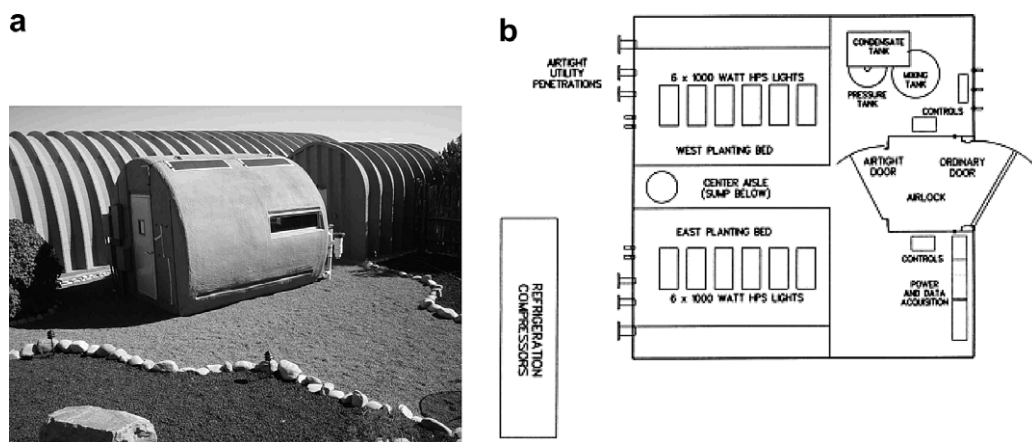 a
b
AIRTIGHT
UTILITY
PENETRATIONS
6 x 1000 WATT HPS LIGHTS
WEST PLANTING BED
CENTER AISLE
(SUMP BELOW)
EAST PLANTING BED
6 x 1000 WATT HPS LIGHTS
REFRIGERATION
COMPRESSORS
CONDENSATE
TANK
MIXING
TANK
PRESSURE
TANK
CONTROLS
AIRTIGHT
DOOR
ORDINARY
DOOR
AIRLOCK
CONTROLS
POWER
AND DATA
ACQUISITION